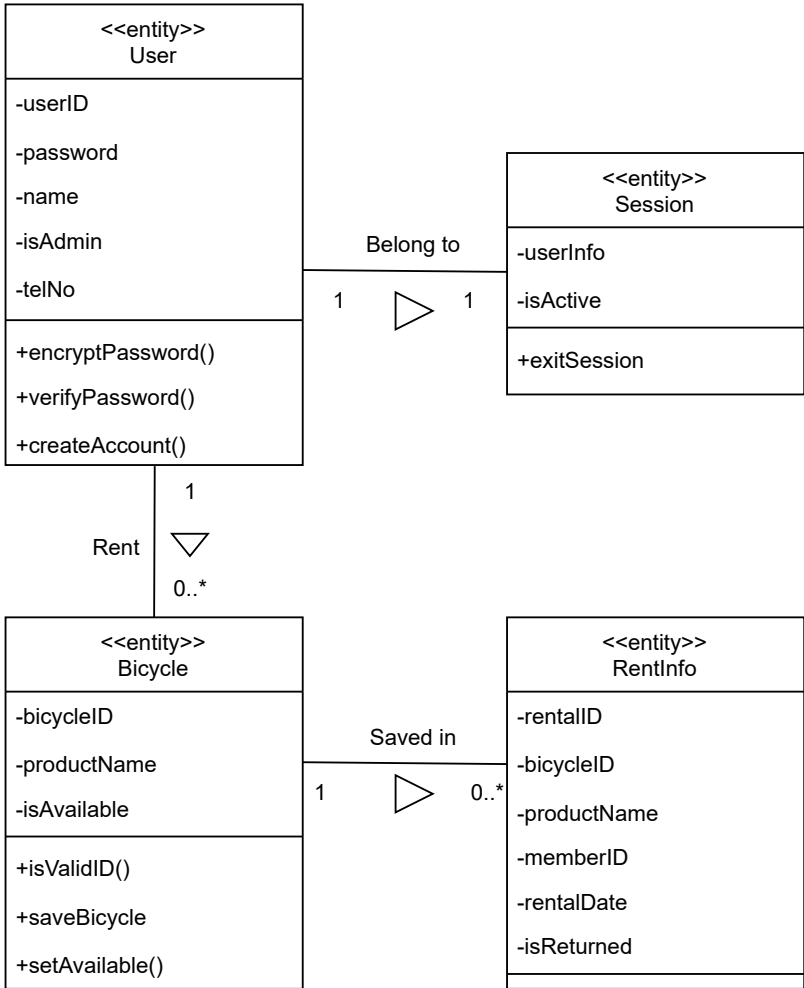 <<entity>>
User
-userID
-password
-name
-isAdmin
-telNo
+encryptPassword()
+verifyPassword()
+createAccount()
Belong to
1
1
<<entity>>
Session
-userInfo
-isActive
+exitSession
1
Rent
0..*
<<entity>>
Bicycle
-bicycleID
-productName
-isAvailable
+isValidID()
+saveBicycle
+setAvailable()
Saved in
1
0..*
<<entity>>
RentInfo
-rentalID
-bicycleID
-productName
-memberID
-rentalDate
-isReturned